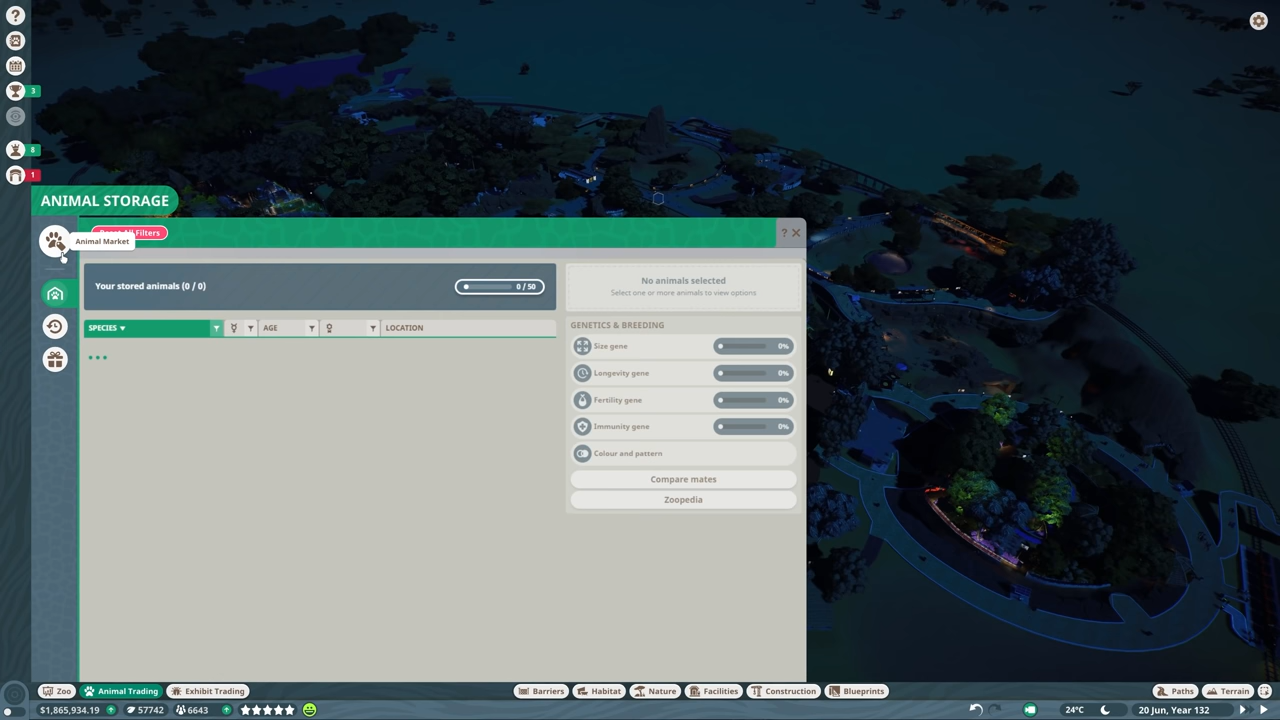 3
8
1
ANIMAL STORAGE
Reset All Filters
Animal Market
? ✕
Your stored animals (0 / 0)
0 / 50
No animals selected
Select one or more animals to view options
SPECIES
AGE
LOCATION
GENETICS & BREEDING
Size gene 0%
Longevity gene 0%
Fertility gene 0%
Immunity gene 0%
Colour and pattern
Compare mates
Zoopedia
Zoo
Animal Trading
Exhibit Trading
Barriers
Habitat
Nature
Facilities
Construction
Blueprints
Paths
Terrain
$1,865,934.19
57742
6643
24°C
20 Jun, Year 132